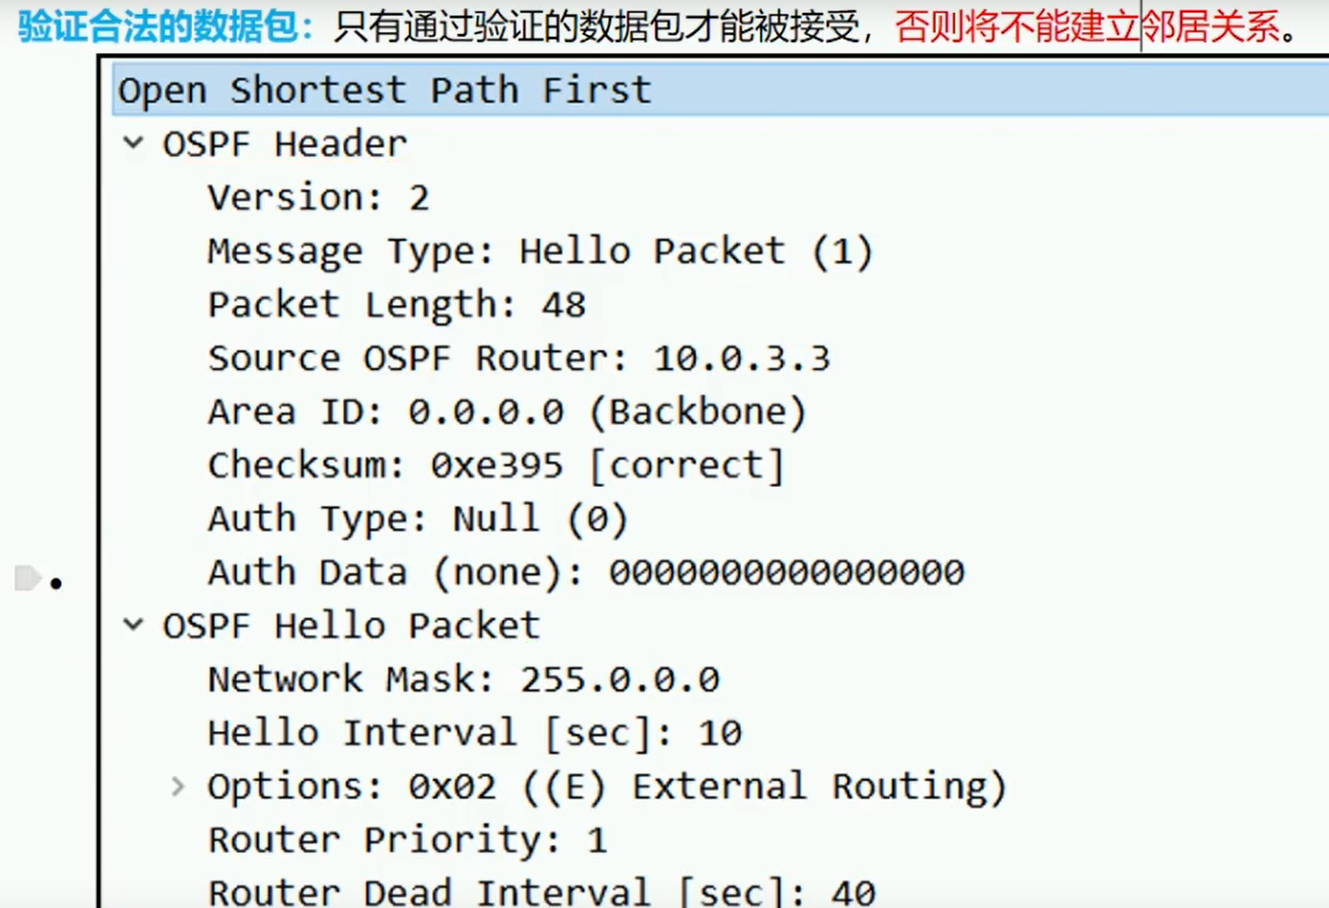 验证合法的数据包：只有通过验证的数据包才能被接受，否则将不能建立邻居关系。
Open Shortest Path First
OSPF Header
Version: 2
Message Type: Hello Packet (1)
Packet Length: 48
Source OSPF Router: 10.0.3.3
Area ID: 0.0.0.0 (Backbone)
Checksum: 0xe395 [correct]
Auth Type: Null (0)
Auth Data (none): 0000000000000000
OSPF Hello Packet
Network Mask: 255.0.0.0
Hello Interval [sec]: 10
Options: 0x02 ((E) External Routing)
Router Priority: 1
Router Dead Interval [sec]: 40